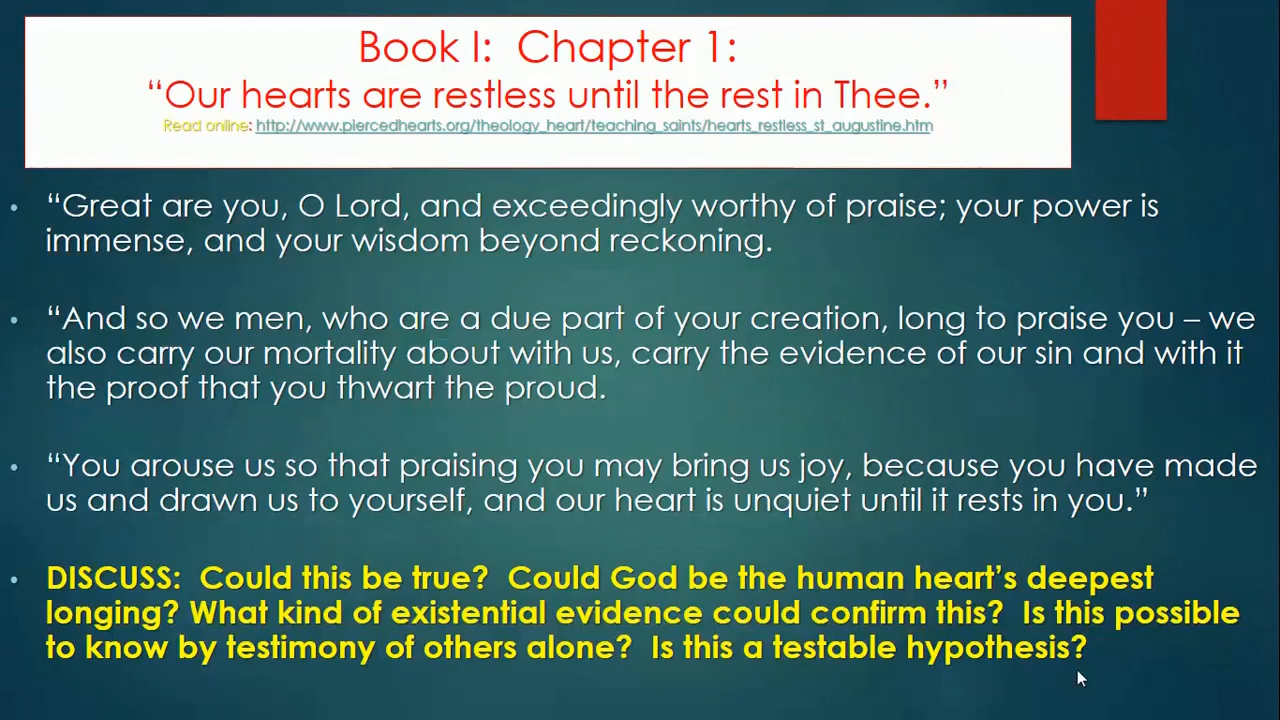 Book I:  Chapter 1:
“Our hearts are restless until the rest in Thee.”
Read online: http://www.piercedhearts.org/theology_heart/teaching_saints/hearts_restless_st_augustine.htm
• “Great are you, O Lord, and exceedingly worthy of praise; your power is
immense, and your wisdom beyond reckoning.
• “And so we men, who are a due part of your creation, long to praise you – we
also carry our mortality about with us, carry the evidence of our sin and with it
the proof that you thwart the proud.
• “You arouse us so that praising you may bring us joy, because you have made
us and drawn us to yourself, and our heart is unquiet until it rests in you.”
• DISCUSS:  Could this be true?  Could God be the human heart’s deepest
longing? What kind of existential evidence could confirm this?  Is this possible
to know by testimony of others alone?  Is this a testable hypothesis?